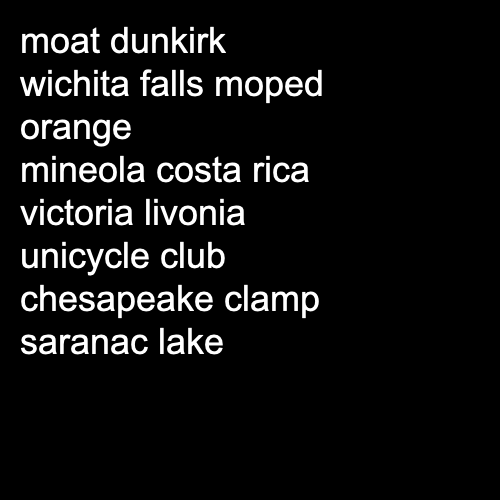 moat dunkirk
wichita falls moped
orange
mineola costa rica
victoria livonia
unicycle club
chesapeake clamp
saranac lake